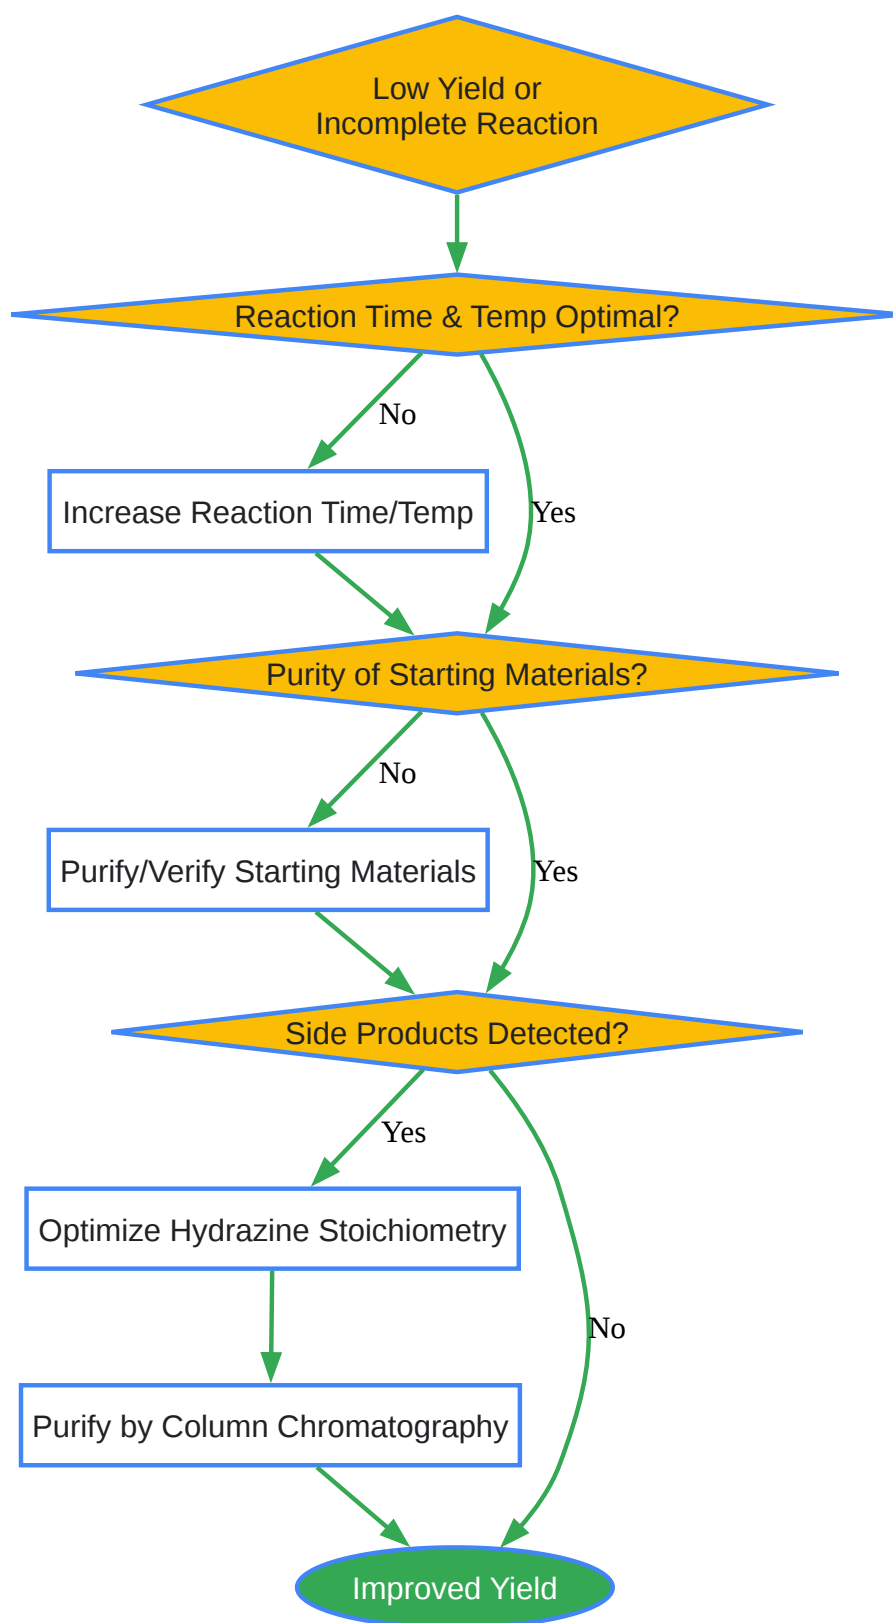 Low Yield or
Incomplete Reaction
Reaction Time & Temp Optimal?
No
Increase Reaction Time/Temp
Yes
Purity of Starting Materials?
No
Purify/Verify Starting Materials
Yes
Side Products Detected?
Yes
Optimize Hydrazine Stoichiometry
No
Purify by Column Chromatography
Improved Yield